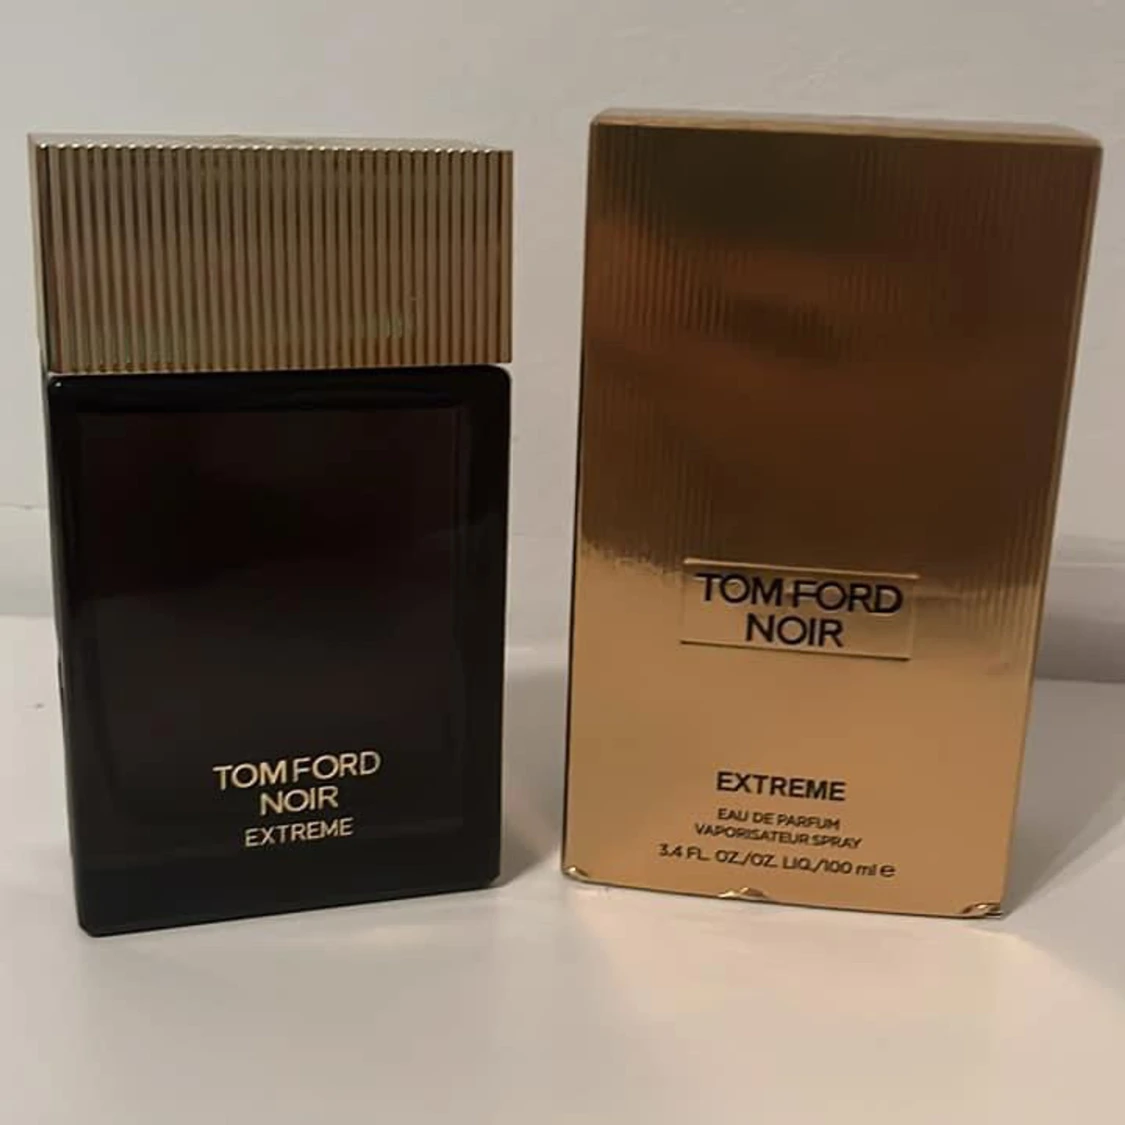 TOM FORD
NOIR
EXTREME
TOM FORD
NOIR
EXTREME
EAU DE PARFUM
VAPORISATEUR SPRAY
3.4 FL. OZ./OZ. LIQ./100 ml ℮